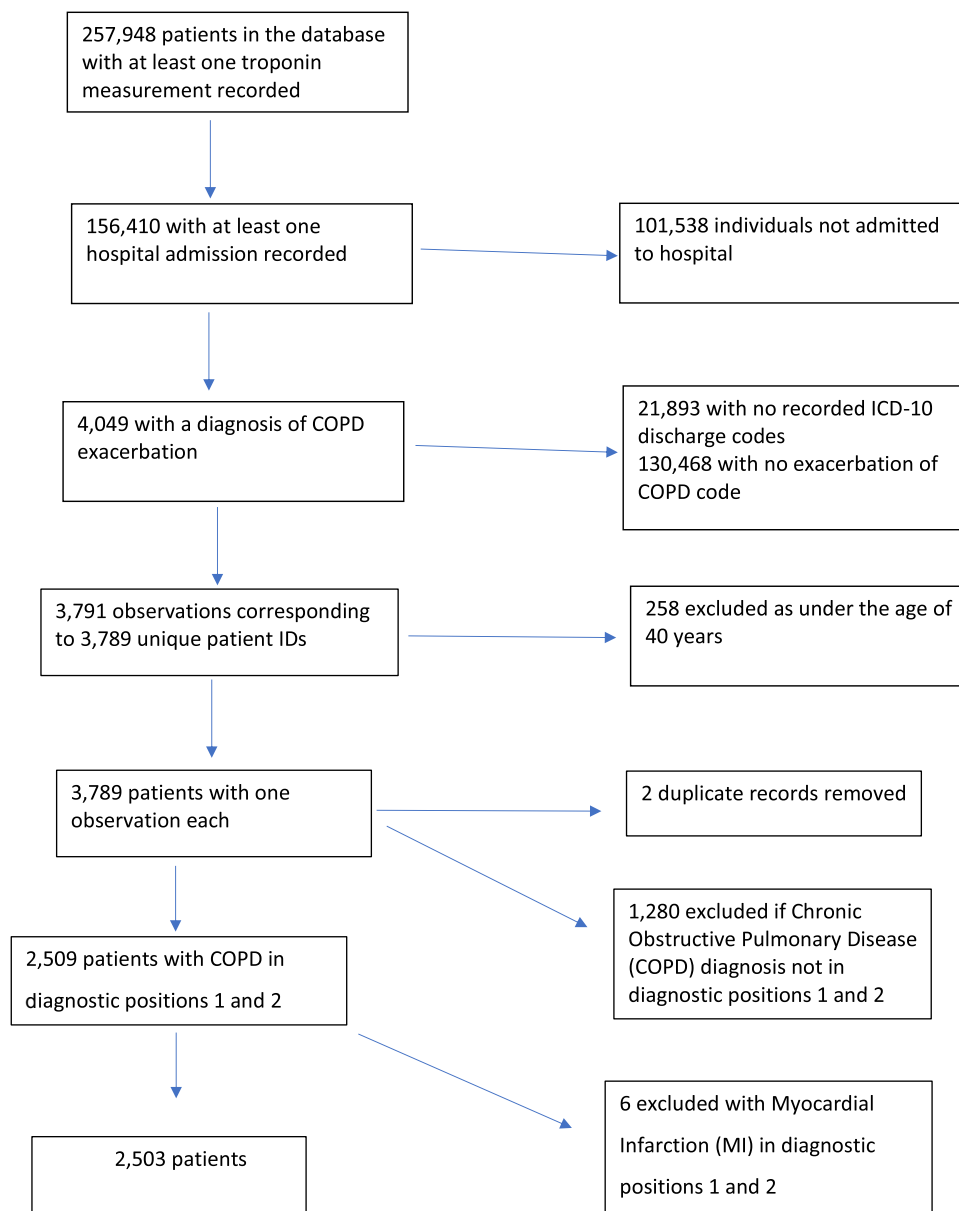 257,948 patients in the database
with at least one troponin
measurement recorded
156,410 with at least one
hospital admission recorded
101,538 individuals not admitted
to hospital
4,049 with a diagnosis of COPD
exacerbation
21,893 with no recorded ICD-10
discharge codes
130,468 with no exacerbation of
COPD code
3,791 observations corresponding
to 3,789 unique patient IDs
258 excluded as under the age of
40 years
3,789 patients with one
observation each
2 duplicate records removed
1,280 excluded if Chronic
Obstructive Pulmonary Disease
(COPD) diagnosis not in
diagnostic positions 1 and 2
2,509 patients with COPD in
diagnostic positions 1 and 2
6 excluded with Myocardial
Infarction (MI) in diagnostic
positions 1 and 2
2,503 patients